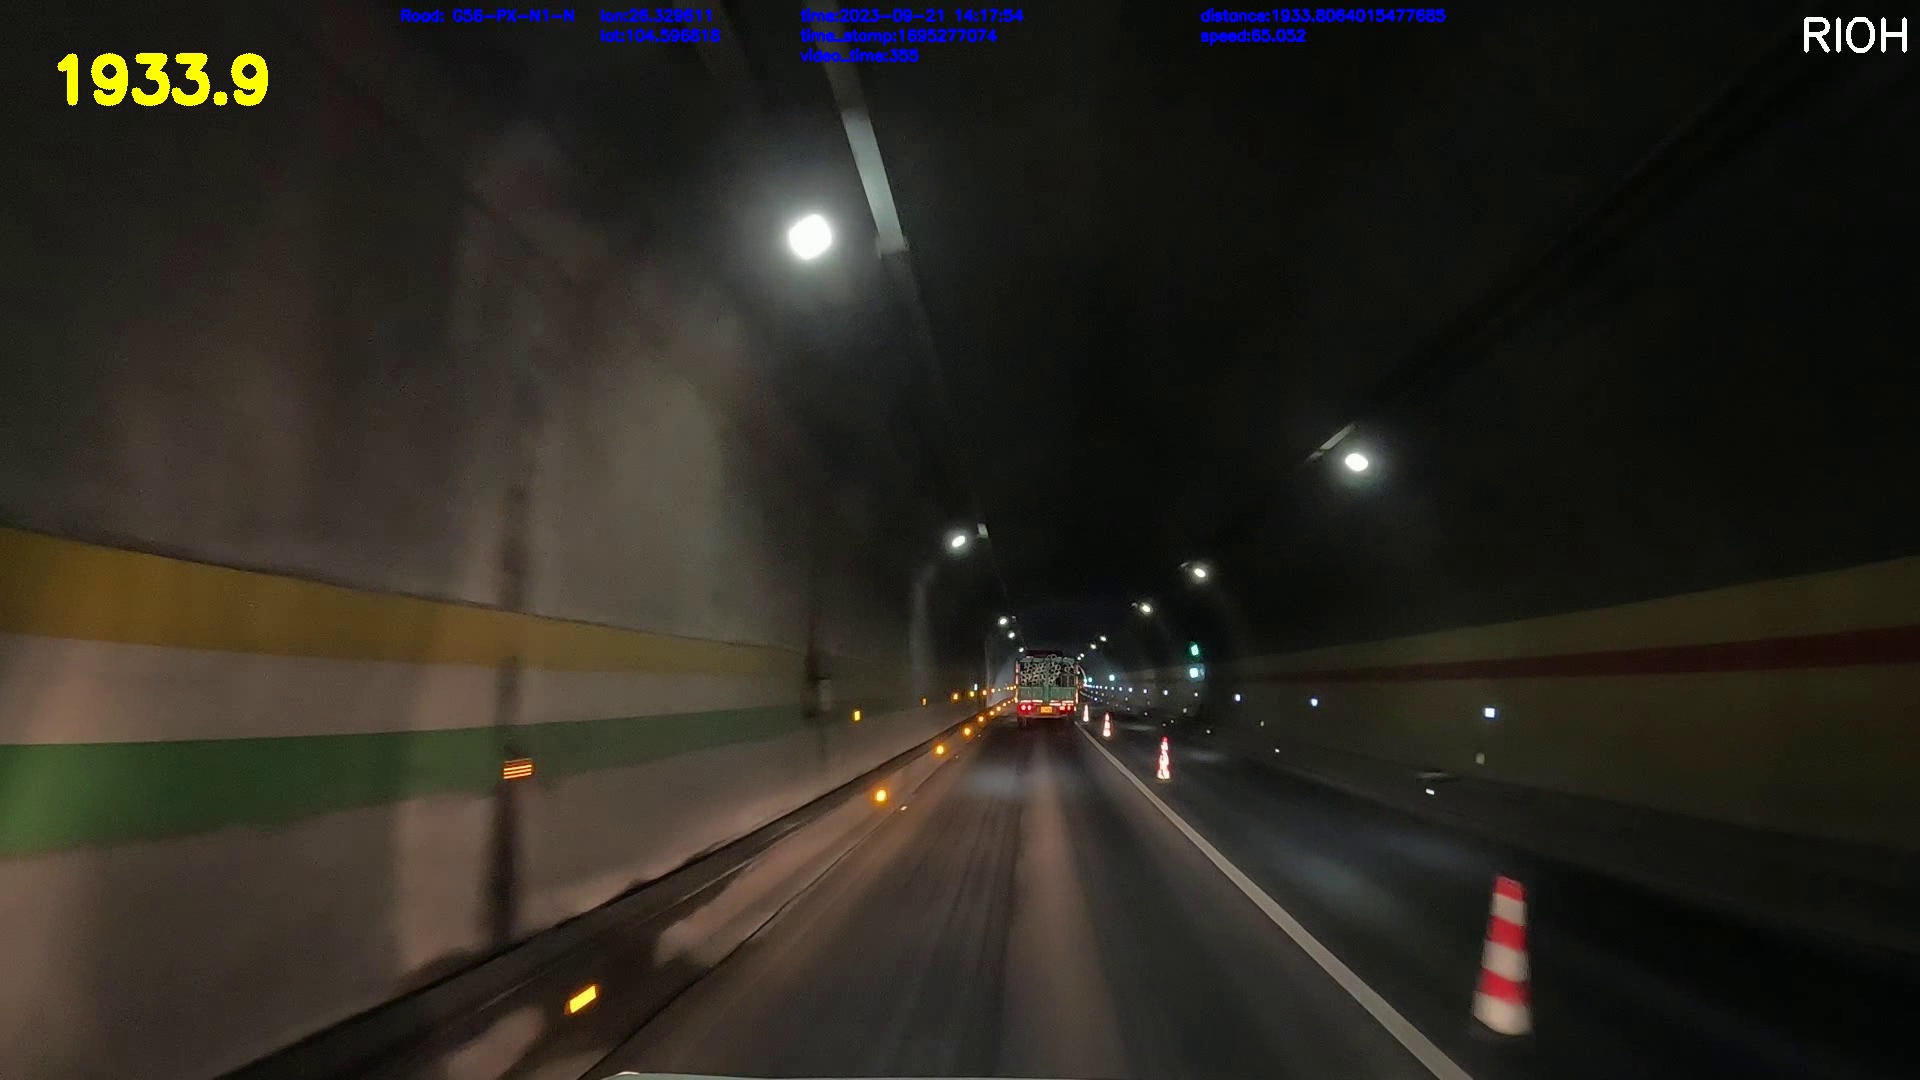 Road: G56-PX-N1-N lon:26.329611 time:2023-09-21 14:17:54 distance:1933.8064015477685
lat:104.596618 time_stamp:1695277074 speed:65.052
video_time:355
1933.9
RIOH